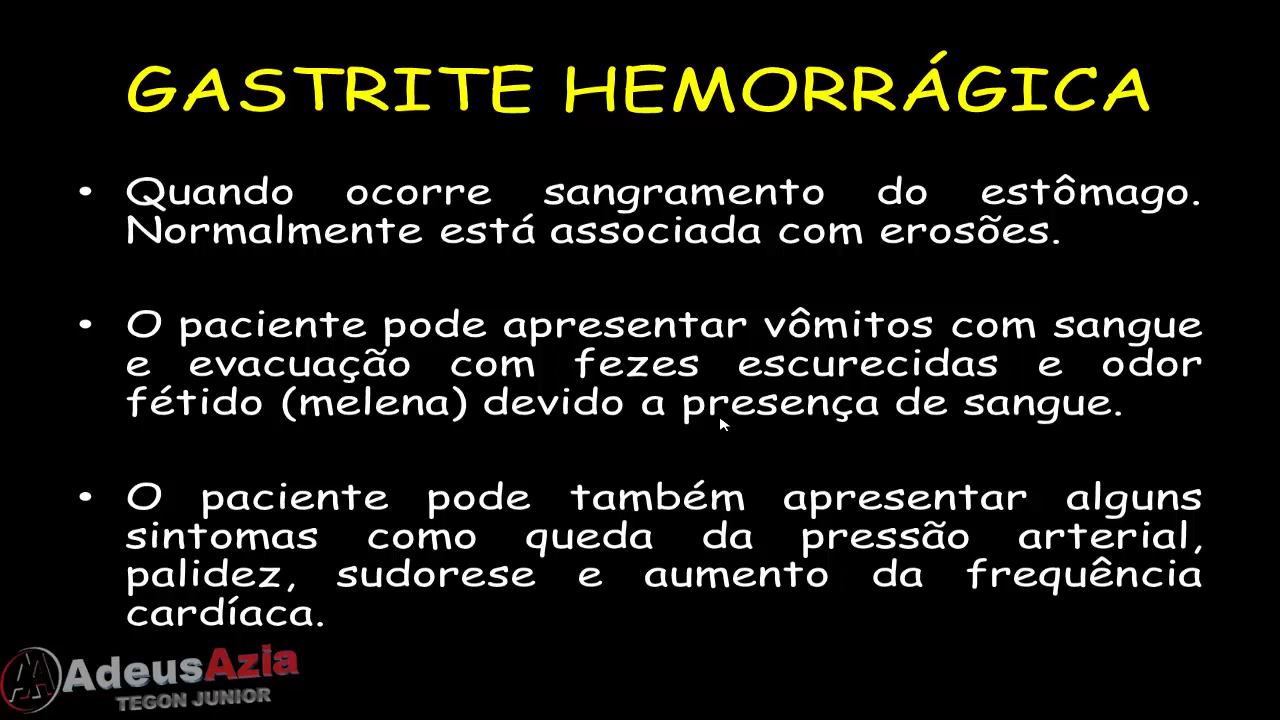 GASTRITE HEMORRÁGICA
• Quando ocorre sangramento do estômago.
Normalmente está associada com erosões.
• O paciente pode apresentar vômitos com sangue
e evacuação com fezes escurecidas e odor
fétido (melena) devido a presença de sangue.
• O paciente pode também apresentar alguns
sintomas como queda da pressão arterial,
palidez, sudorese e aumento da frequência
cardíaca.
AdeusAzia
TEGON JUNIOR